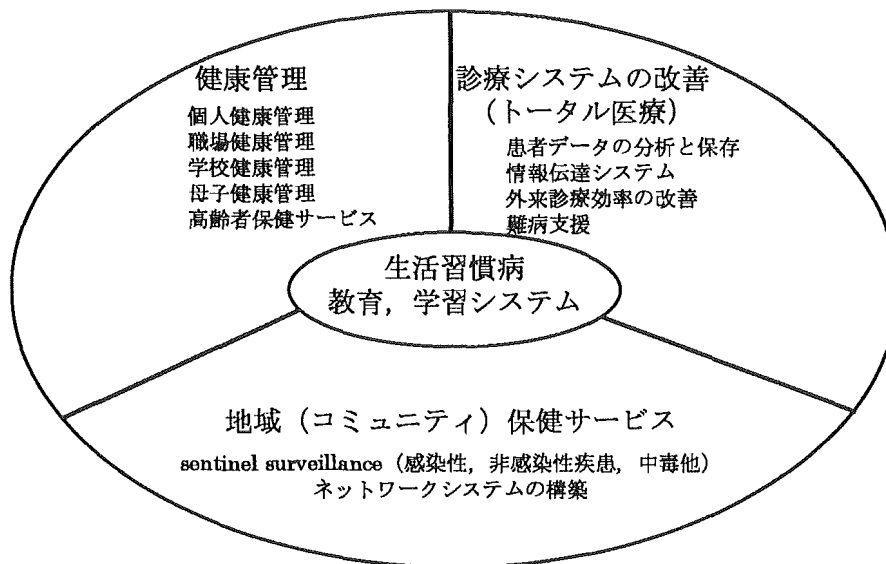 健康管理
個人健康管理
職場健康管理
学校健康管理
母子健康管理
高齢者保健サービス
診療システムの改善
（トータル医療）
患者データの分析と保存
情報伝達システム
外来診療効率の改善
難病支援
生活習慣病
教育，学習システム
地域（コミュニティ）保健サービス
sentinel surveillance（感染性，非感染性疾患，中毒他）
ネットワークシステムの構築